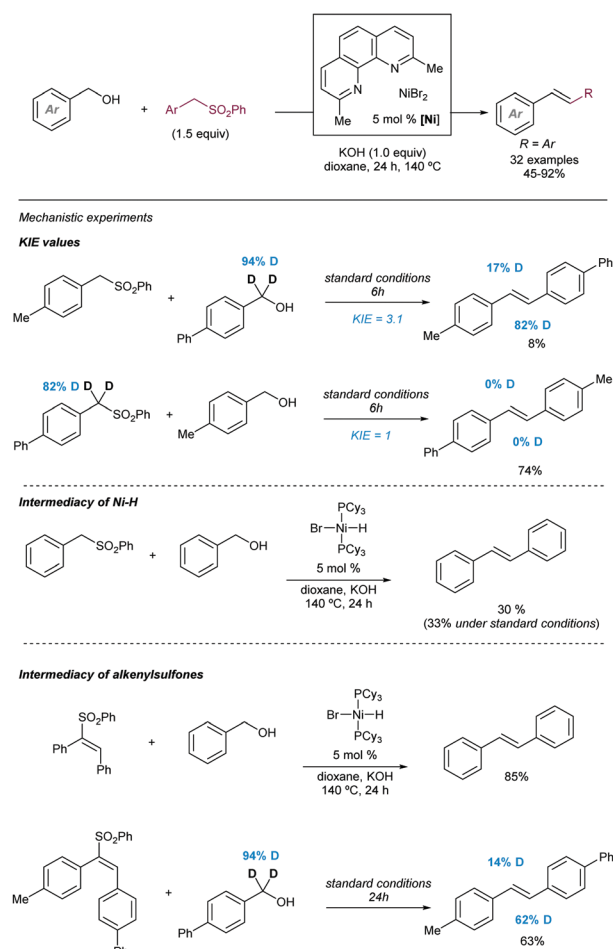 Ar
OH
+
Ar
SO₂Ph
(1.5 equiv)
N
Me
N
Me
NiBr₂
5 mol % [Ni]
KOH (1.0 equiv)
dioxane, 24 h, 140 ºC
Ar
R
R = Ar
32 examples
45-92%
Mechanistic experiments
KIE values
SO₂Ph
Me
+
94% D
D D
OH
Ph
standard conditions
6h
KIE = 3.1
17% D
Ph
Me
82% D
8%
82% D
D D
SO₂Ph
Ph
+
OH
Me
standard conditions
6h
KIE = 1
0% D
Me
0% D
Ph
74%
Intermediacy of Ni-H
SO₂Ph
+
OH
PCy₃
Br Ni H
PCy₃
5 mol %
dioxane, KOH
140 ºC, 24 h
30 %
(33% under standard conditions)
Intermediacy of alkenylsulfones
SO₂Ph
Ph
Ph
+
OH
PCy₃
Br Ni H
PCy₃
5 mol %
dioxane, KOH
140 ºC, 24 h
85%
SO₂Ph
Me
+
94% D
D D
OH
Ph
standard conditions
24h
14% D
Ph
Me
62% D
63%